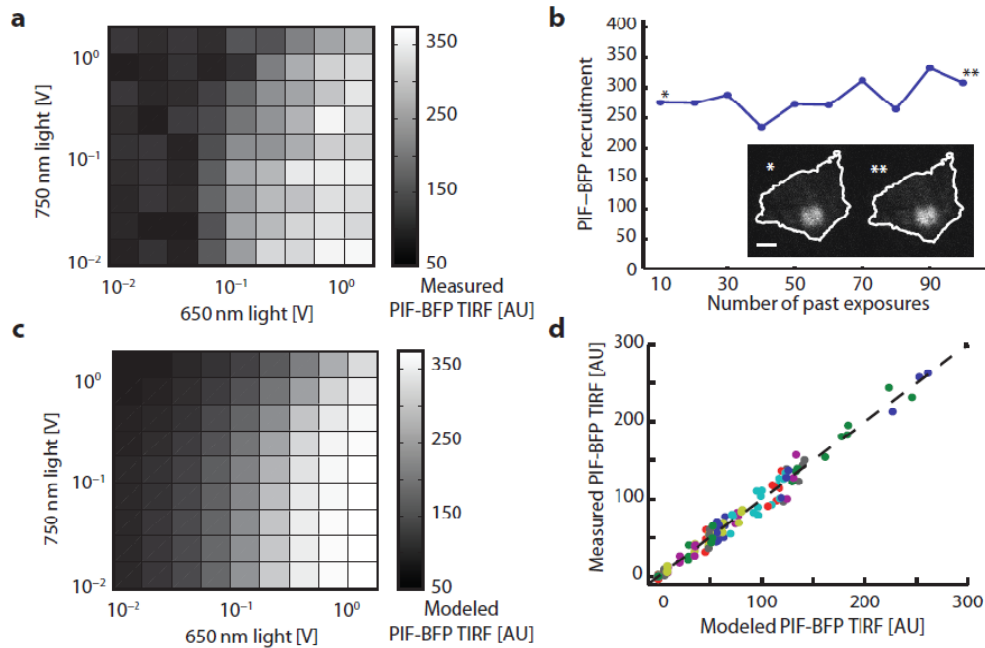 a
750 nm light [V]
10⁰
10⁻¹
10⁻²
10⁻² 10⁻¹ 10⁰
650 nm light [V]
350
250
150
50
Measured
PIF-BFP TIRF [AU]
b
PIF–BFP recruitment
400
350
300
250
200
150
100
50
0
* **
* **
10 30 50 70 90
Number of past exposures
c
750 nm light [V]
10⁰
10⁻¹
10⁻²
10⁻² 10⁻¹ 10⁰
650 nm light [V]
350
250
150
50
Modeled
PIF-BFP TIRF [AU]
d
Measured PIF-BFP TIRF [AU]
300
200
100
0
0 100 200 300
Modeled PIF-BFP TIRF [AU]